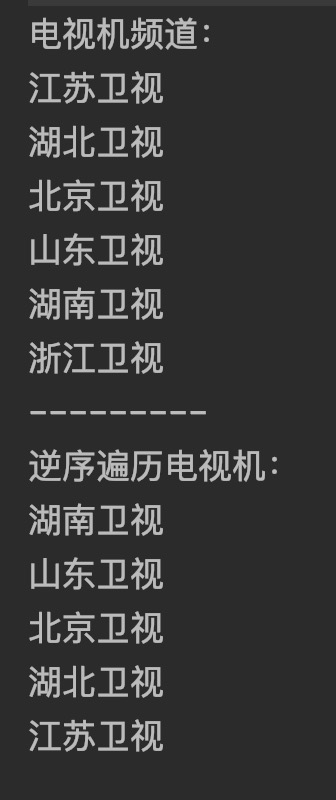 电视机频道：
江苏卫视
湖北卫视
北京卫视
山东卫视
湖南卫视
浙江卫视
---------
逆序遍历电视机：
湖南卫视
山东卫视
北京卫视
湖北卫视
江苏卫视